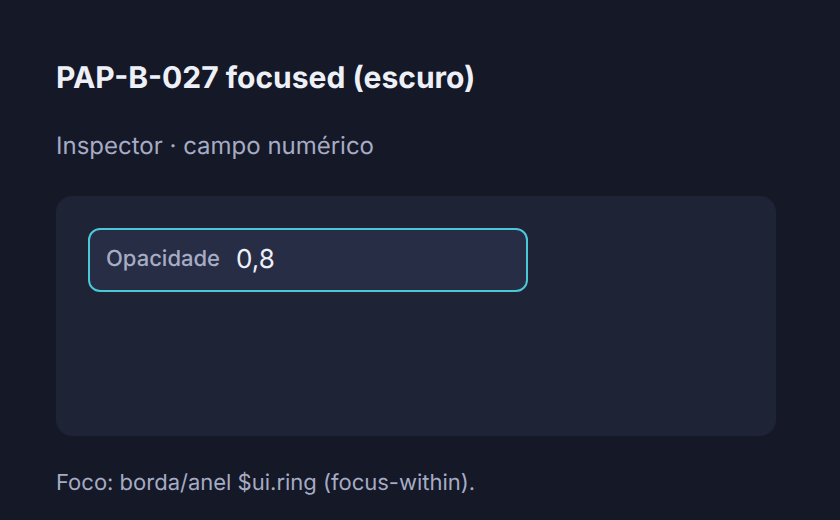 PAP-B-027 focused (escuro)
Inspector · campo numérico
Opacidade 0,8
Foco: borda/anel $ui.ring (focus-within).